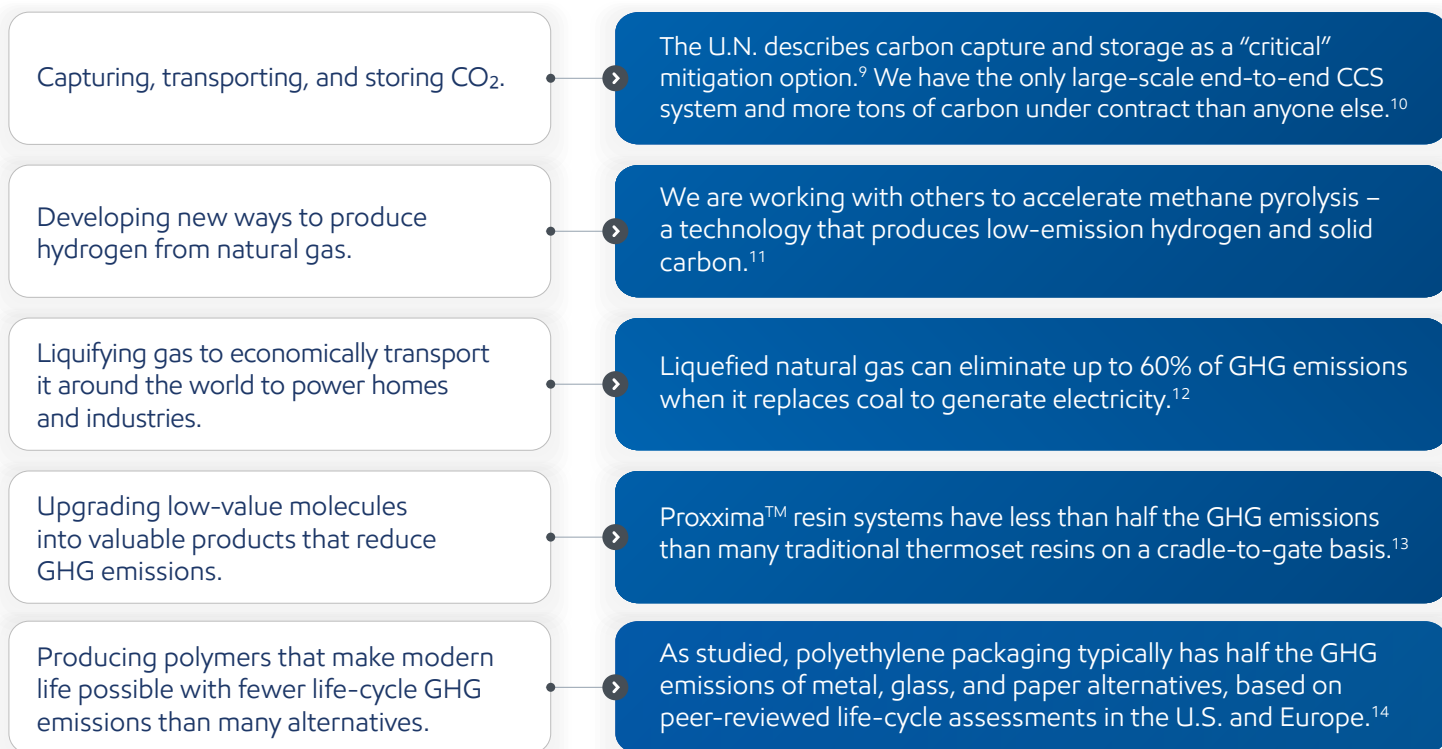 Capturing, transporting, and storing CO₂.
The U.N. describes carbon capture and storage as a “critical”
mitigation option.⁹ We have the only large-scale end-to-end CCS
system and more tons of carbon under contract than anyone else.¹⁰
Developing new ways to produce
hydrogen from natural gas.
We are working with others to accelerate methane pyrolysis –
a technology that produces low-emission hydrogen and solid
carbon.¹¹
Liquifying gas to economically transport
it around the world to power homes
and industries.
Liquefied natural gas can eliminate up to 60% of GHG emissions
when it replaces coal to generate electricity.¹²
Upgrading low-value molecules
into valuable products that reduce
GHG emissions.
Proxxima™ resin systems have less than half the GHG emissions
than many traditional thermoset resins on a cradle-to-gate basis.¹³
Producing polymers that make modern
life possible with fewer life-cycle GHG
emissions than many alternatives.
As studied, polyethylene packaging typically has half the GHG
emissions of metal, glass, and paper alternatives, based on
peer-reviewed life-cycle assessments in the U.S. and Europe.¹⁴